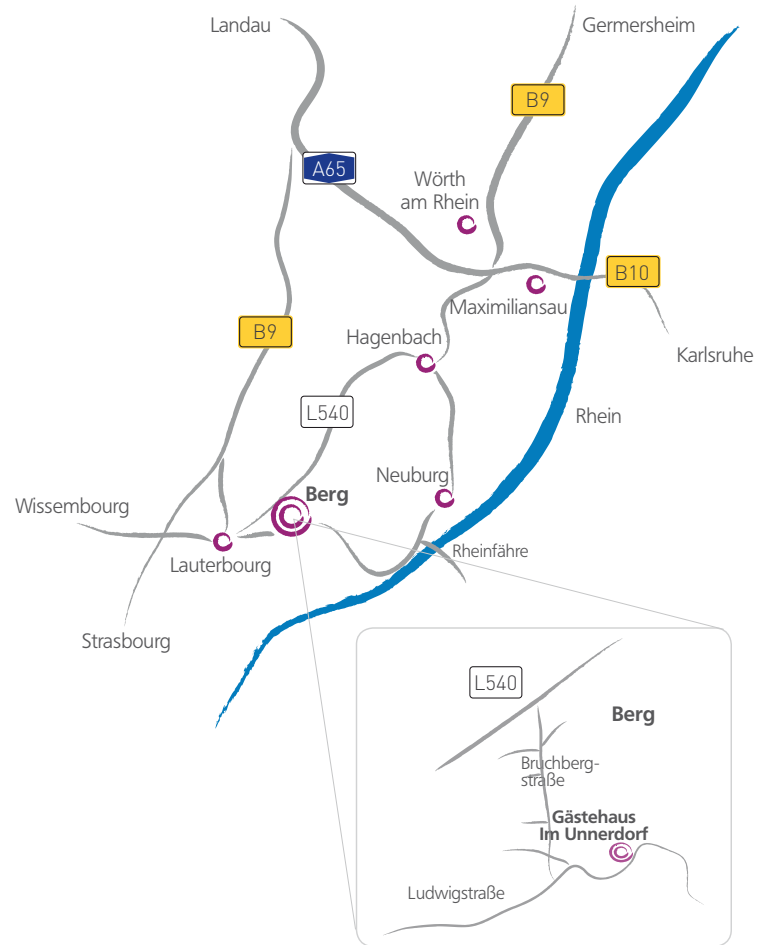 Landau
Germersheim
B9
A65
Wörth
am Rhein
B10
Maximiliansau
B9
Hagenbach
Karlsruhe
L540
Rhein
Neuburg
Berg
Wissembourg
Rheinfähre
Lauterbourg
Strasbourg
L540
Berg
Bruchberg-
straße
Gästehaus
Im Unnerdorf
Ludwigstraße